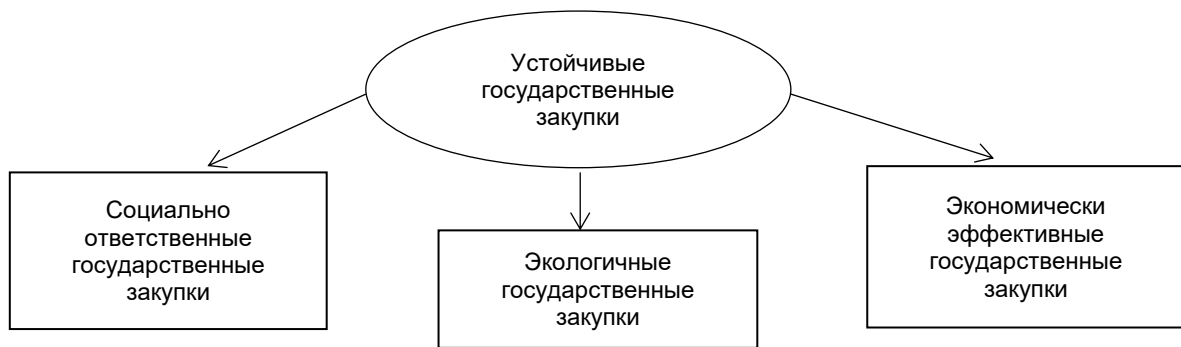 Устойчивые
государственные
закупки
Социально
ответственные
государственные
закупки
Экологичные
государственные
закупки
Экономически
эффективные
государственные
закупки